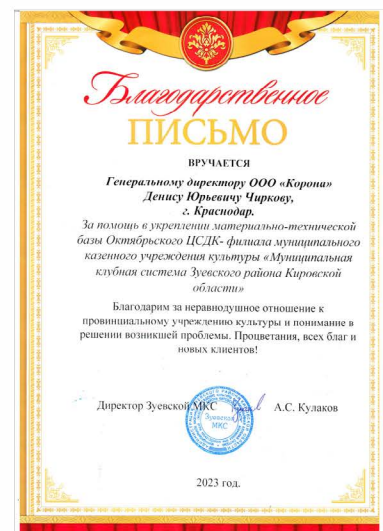 Благодарственное
ПИСЬМО
ВРУЧАЕТСЯ
Генеральному директору ООО «Корона»
Денису Юрьевичу Чиркову,
г. Краснодар.
За помощь в укреплении материально-технической
базы Октябрьского ЦСДК- филиала муниципального
казенного учреждения культуры «Муниципальная
клубная система Зуевского района Кировской
области»
Благодарим за неравнодушное отношение к
провинциальному учреждению культуры и понимание в
решении возникшей проблемы. Процветания, всех благ и
новых клиентов!
Директор Зуевской МКС А.С. Кулаков
Зуевская
МКС
2023 год.